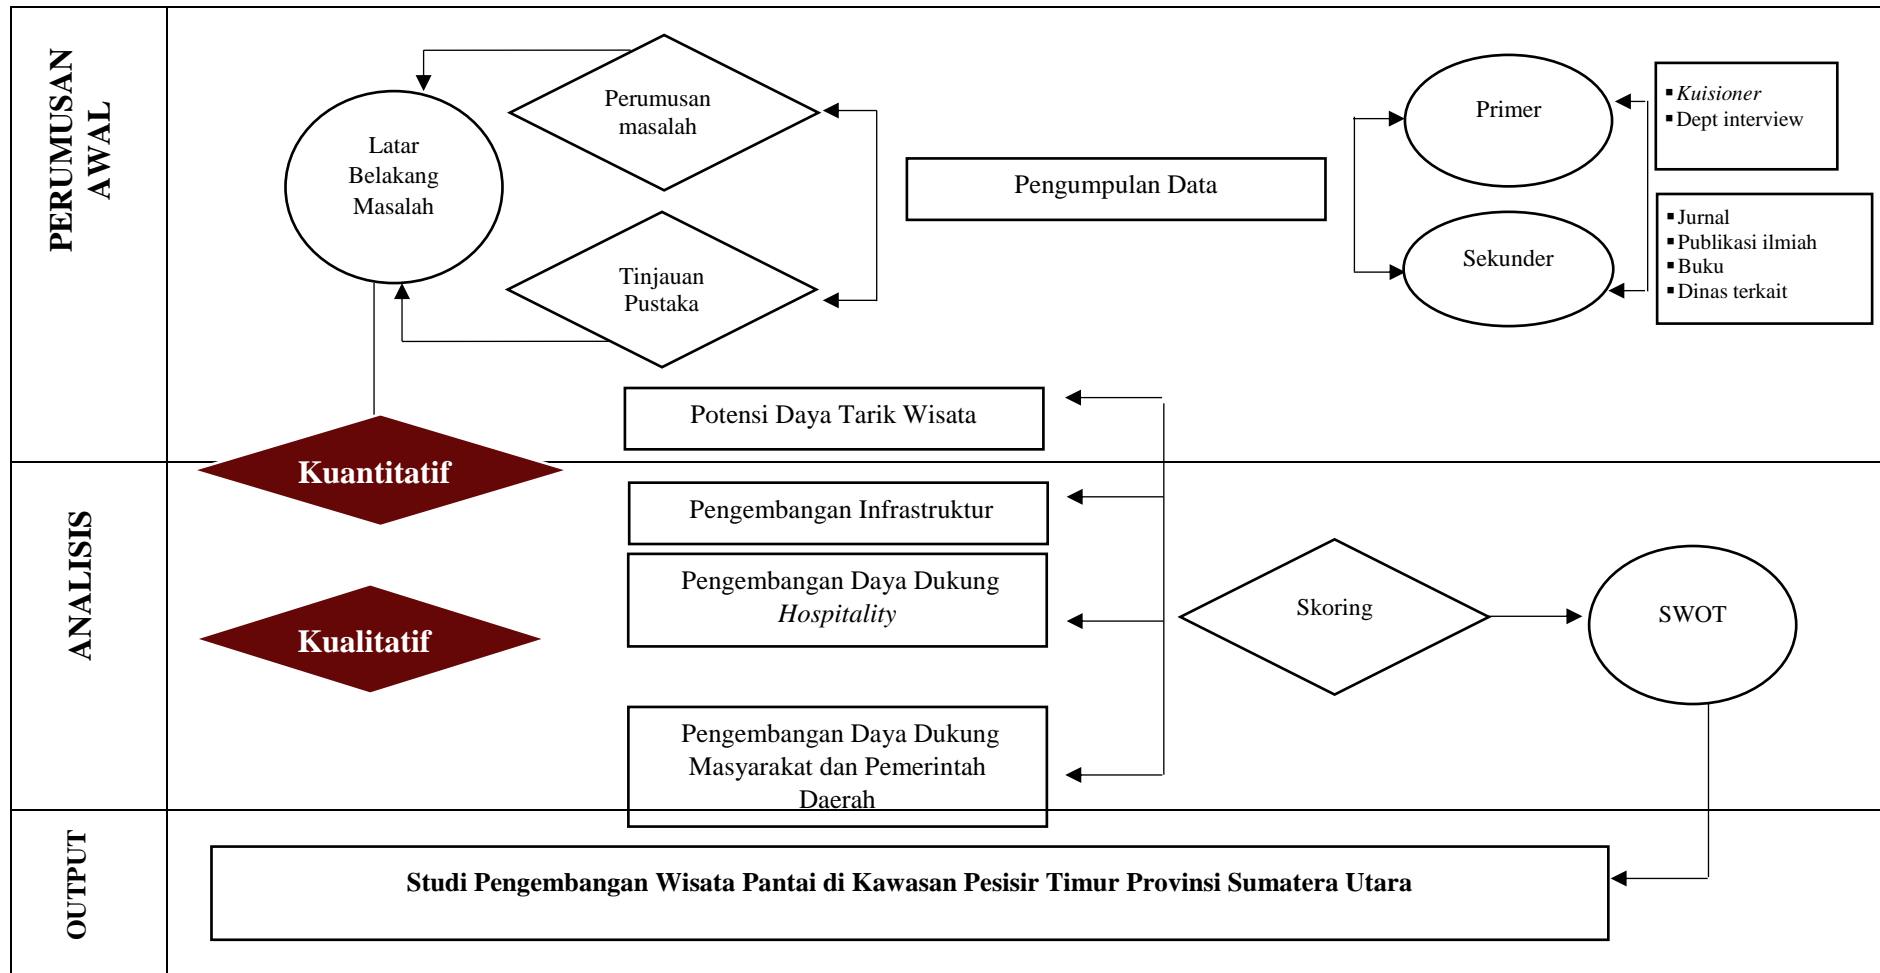 PERUMUSAN
AWAL
Latar
Belakang
Masalah
Perumusan
masalah
Tinjauan
Pustaka
Pengumpulan Data
Primer
Sekunder
▪ Kuisioner
▪ Dept interview
▪ Jurnal
▪ Publikasi ilmiah
▪ Buku
▪ Dinas terkait
Potensi Daya Tarik Wisata
ANALISIS
Kuantitatif
Kualitatif
Pengembangan Infrastruktur
Pengembangan Daya Dukung
Hospitality
Pengembangan Daya Dukung
Masyarakat dan Pemerintah
Daerah
Skoring
SWOT
OUTPUT
Studi Pengembangan Wisata Pantai di Kawasan Pesisir Timur Provinsi Sumatera Utara